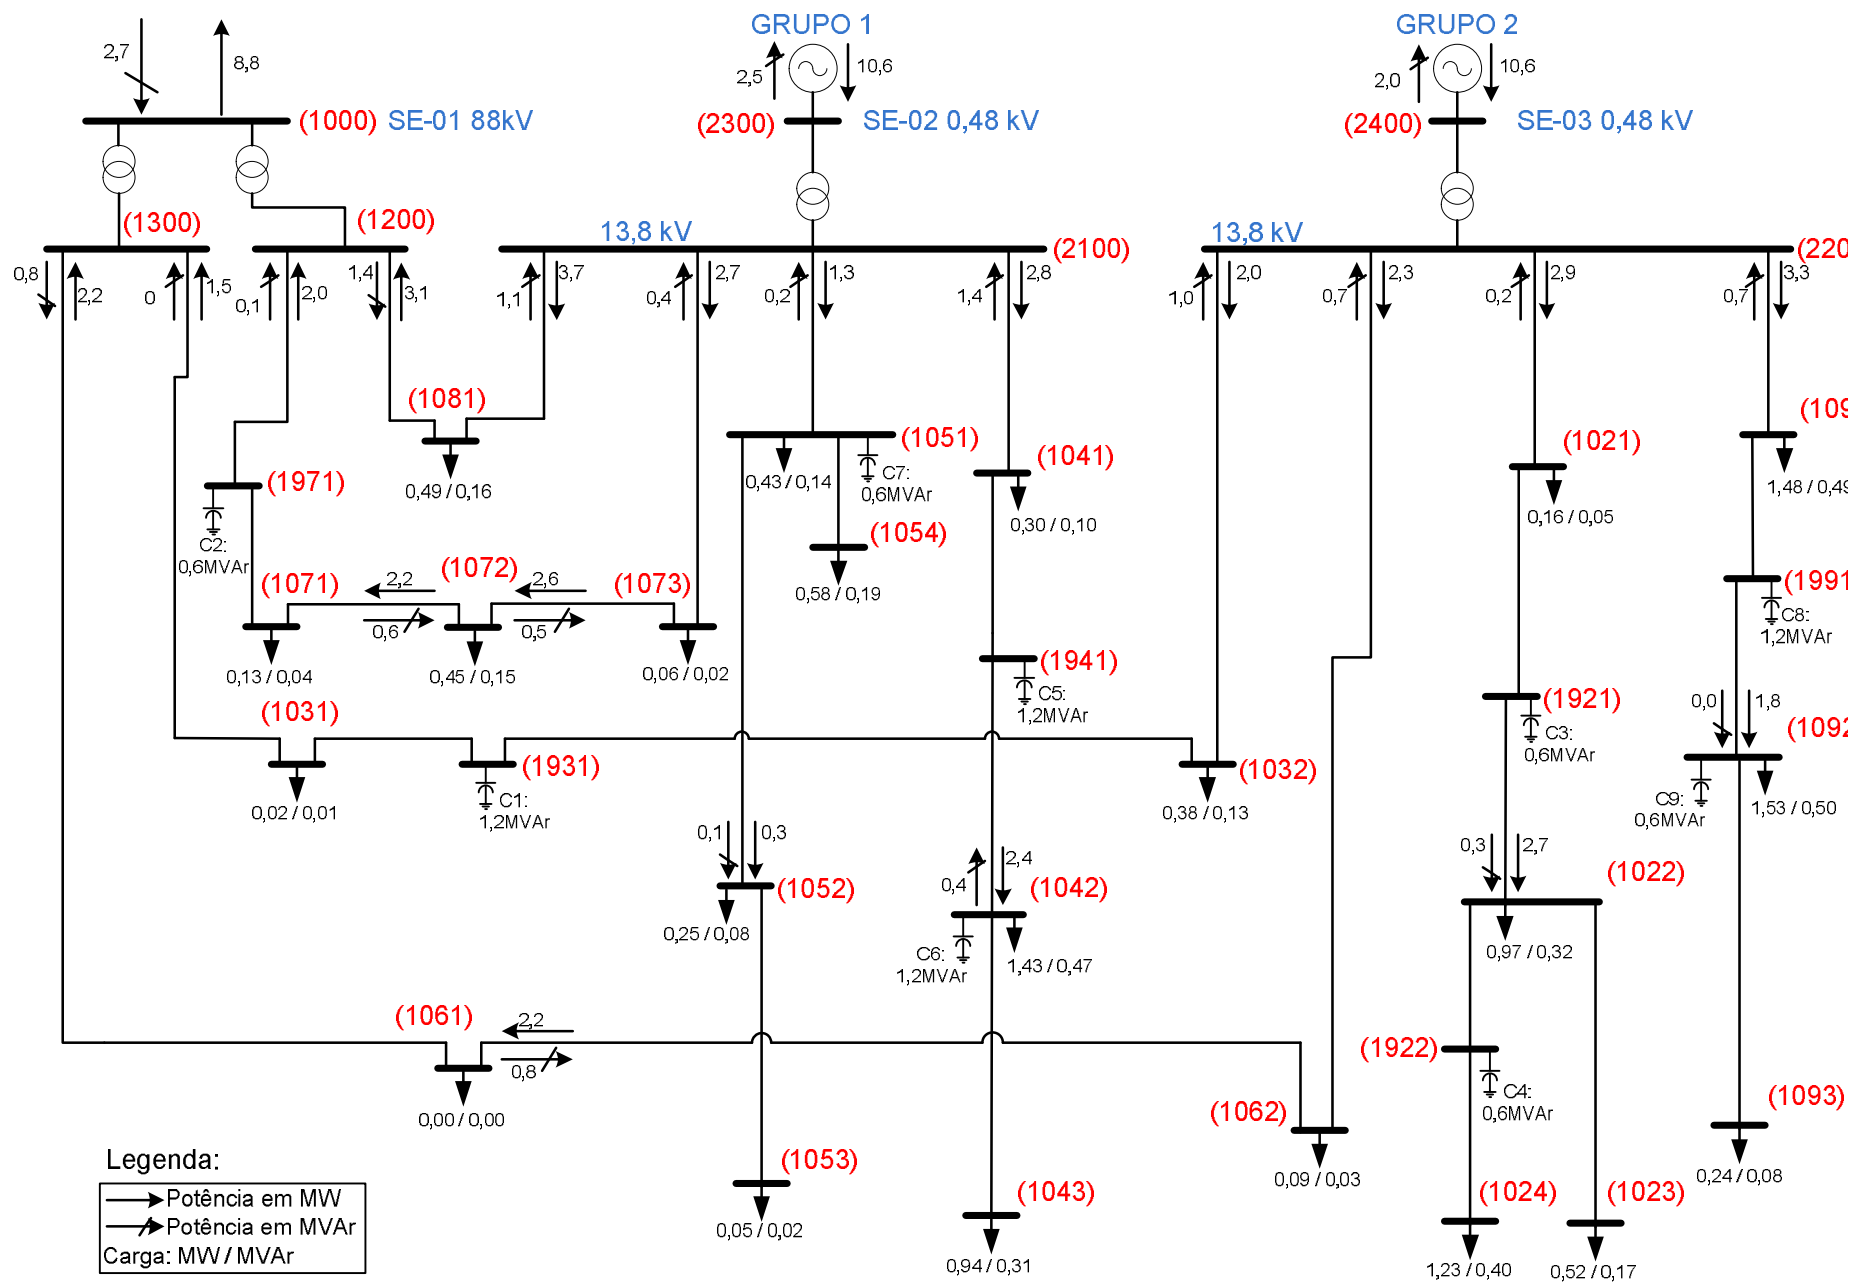 GRUPO 1
GRUPO 2
2,7
8,8
2,5
10,6
2,0
10,6
(1000)
SE-01 88kV
(2300)
SE-02 0,48 kV
(2400)
SE-03 0,48 kV
(1300)
(1200)
13,8 kV
(2100)
13,8 kV
(220
0,8
2,2
0
1,5
0,1
2,0
1,4
3,1
1,1
3,7
0,4
2,7
0,2
1,3
1,4
2,8
1,0
2,0
0,7
2,3
0,2
2,9
0,7
3,3
(1081)
0,49 / 0,16
(1051)
0,43 / 0,14
C7:
0,6MVAr
(1041)
0,30 / 0,10
(1021)
0,16 / 0,05
(109
1,48 / 0,49
(1971)
C2:
0,6MVAr
(1054)
0,58 / 0,19
(1071)
2,2
0,6
(1072)
2,6
0,5
(1073)
0,13 / 0,04
0,45 / 0,15
0,06 / 0,02
(1991
C8:
1,2MVAr
(1941)
C5:
1,2MVAr
(1921)
C3:
0,6MVAr
0,0
1,8
(1092
C9:
0,6MVAr
1,53 / 0,50
(1031)
0,02 / 0,01
(1931)
C1:
1,2MVAr
(1032)
0,38 / 0,13
0,1
0,3
(1052)
0,25 / 0,08
0,4
2,4
(1042)
C6:
1,2MVAr
1,43 / 0,47
0,3
2,7
(1022)
0,97 / 0,32
(1061)
2,2
0,8
0,00 / 0,00
(1922)
C4:
0,6MVAr
(1062)
0,09 / 0,03
(1093)
0,24 / 0,08
(1053)
0,05 / 0,02
(1043)
0,94 / 0,31
(1024)
1,23 / 0,40
(1023)
0,52 / 0,17
Legenda:
Potência em MW
Potência em MVAr
Carga: MW / MVAr